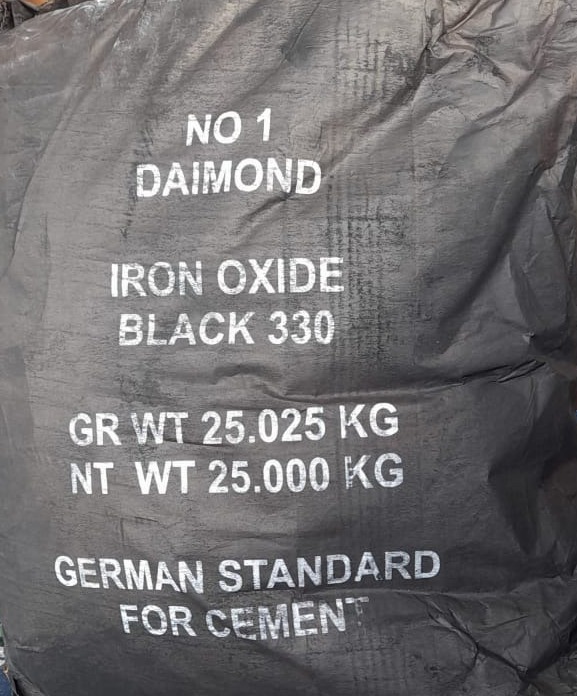 NO 1
DAIMOND
IRON OXIDE
BLACK 330
GR WT 25.025 KG
NT WT 25.000 KG
GERMAN STANDARD
FOR CEMENT